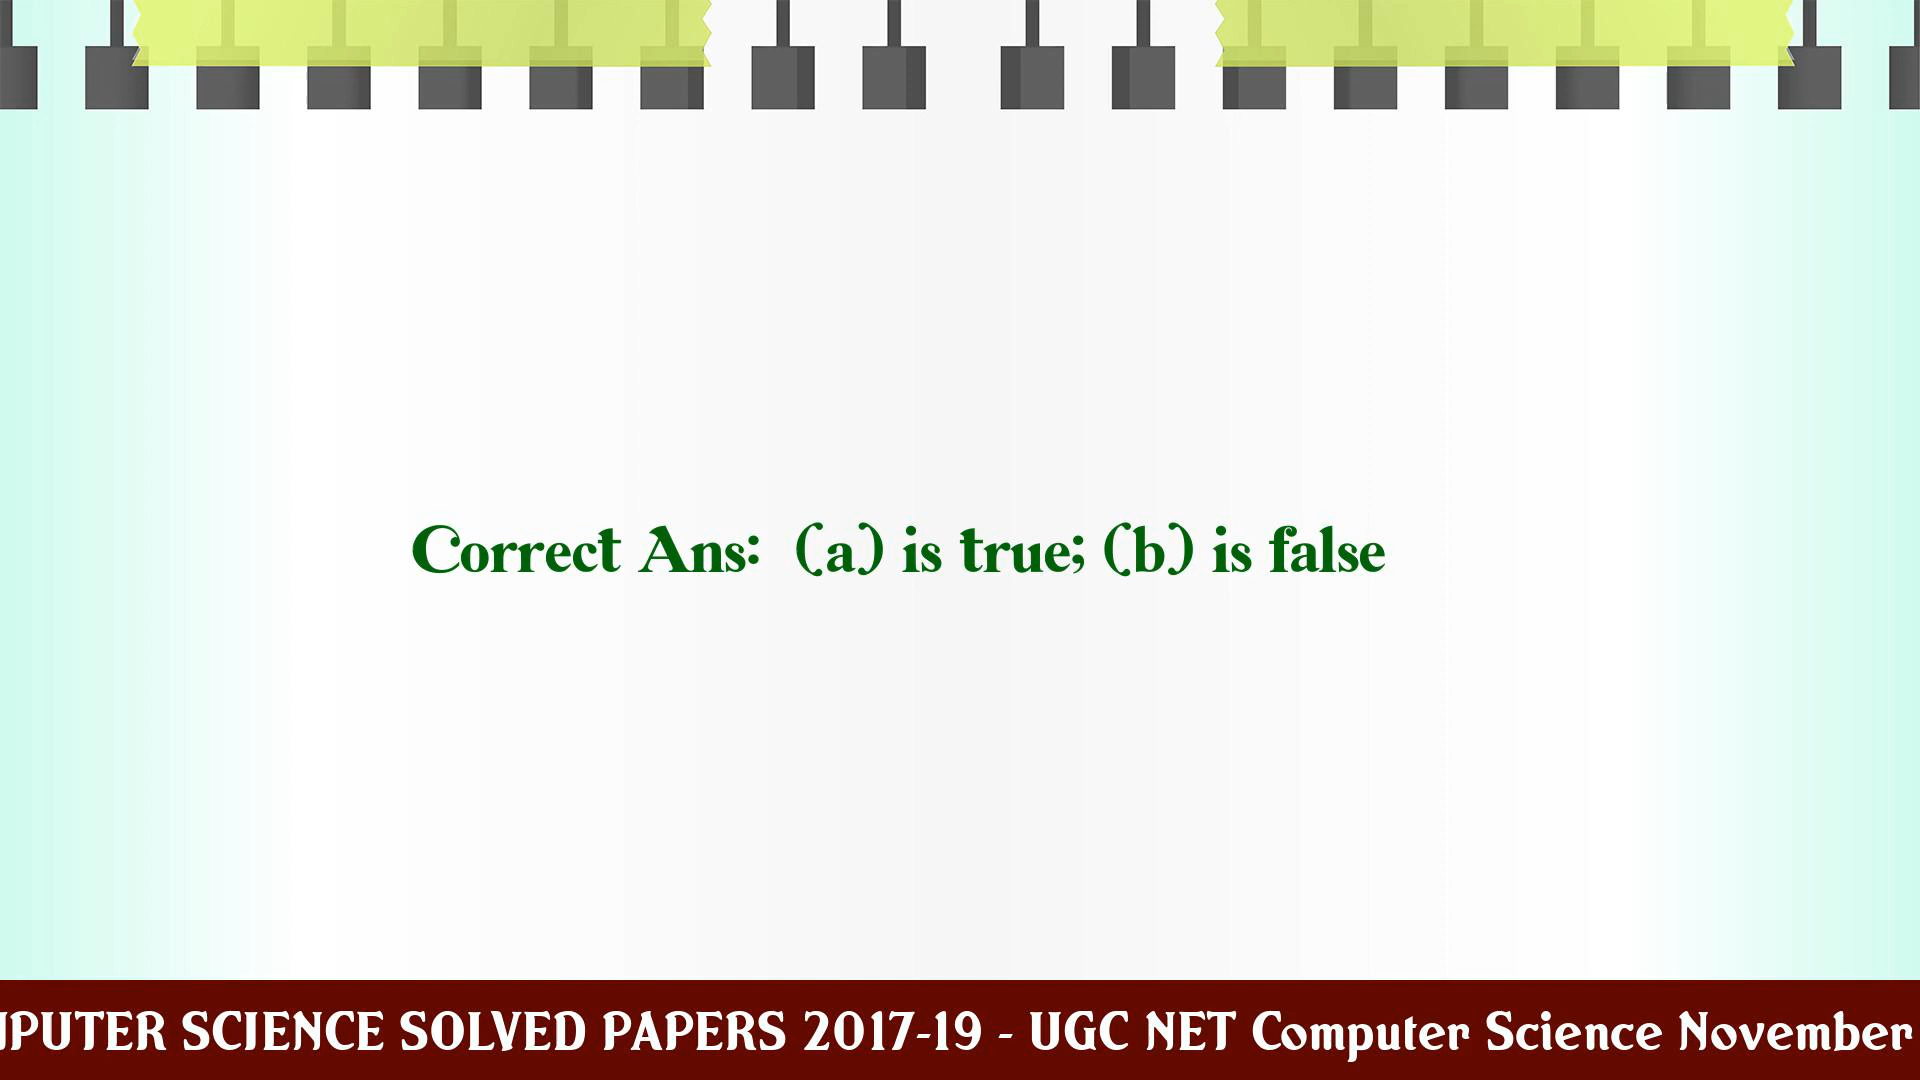 Correct Ans:  (a) is true; (b) is false
PUTER SCIENCE SOLVED PAPERS 2017-19 - UGC NET Computer Science November